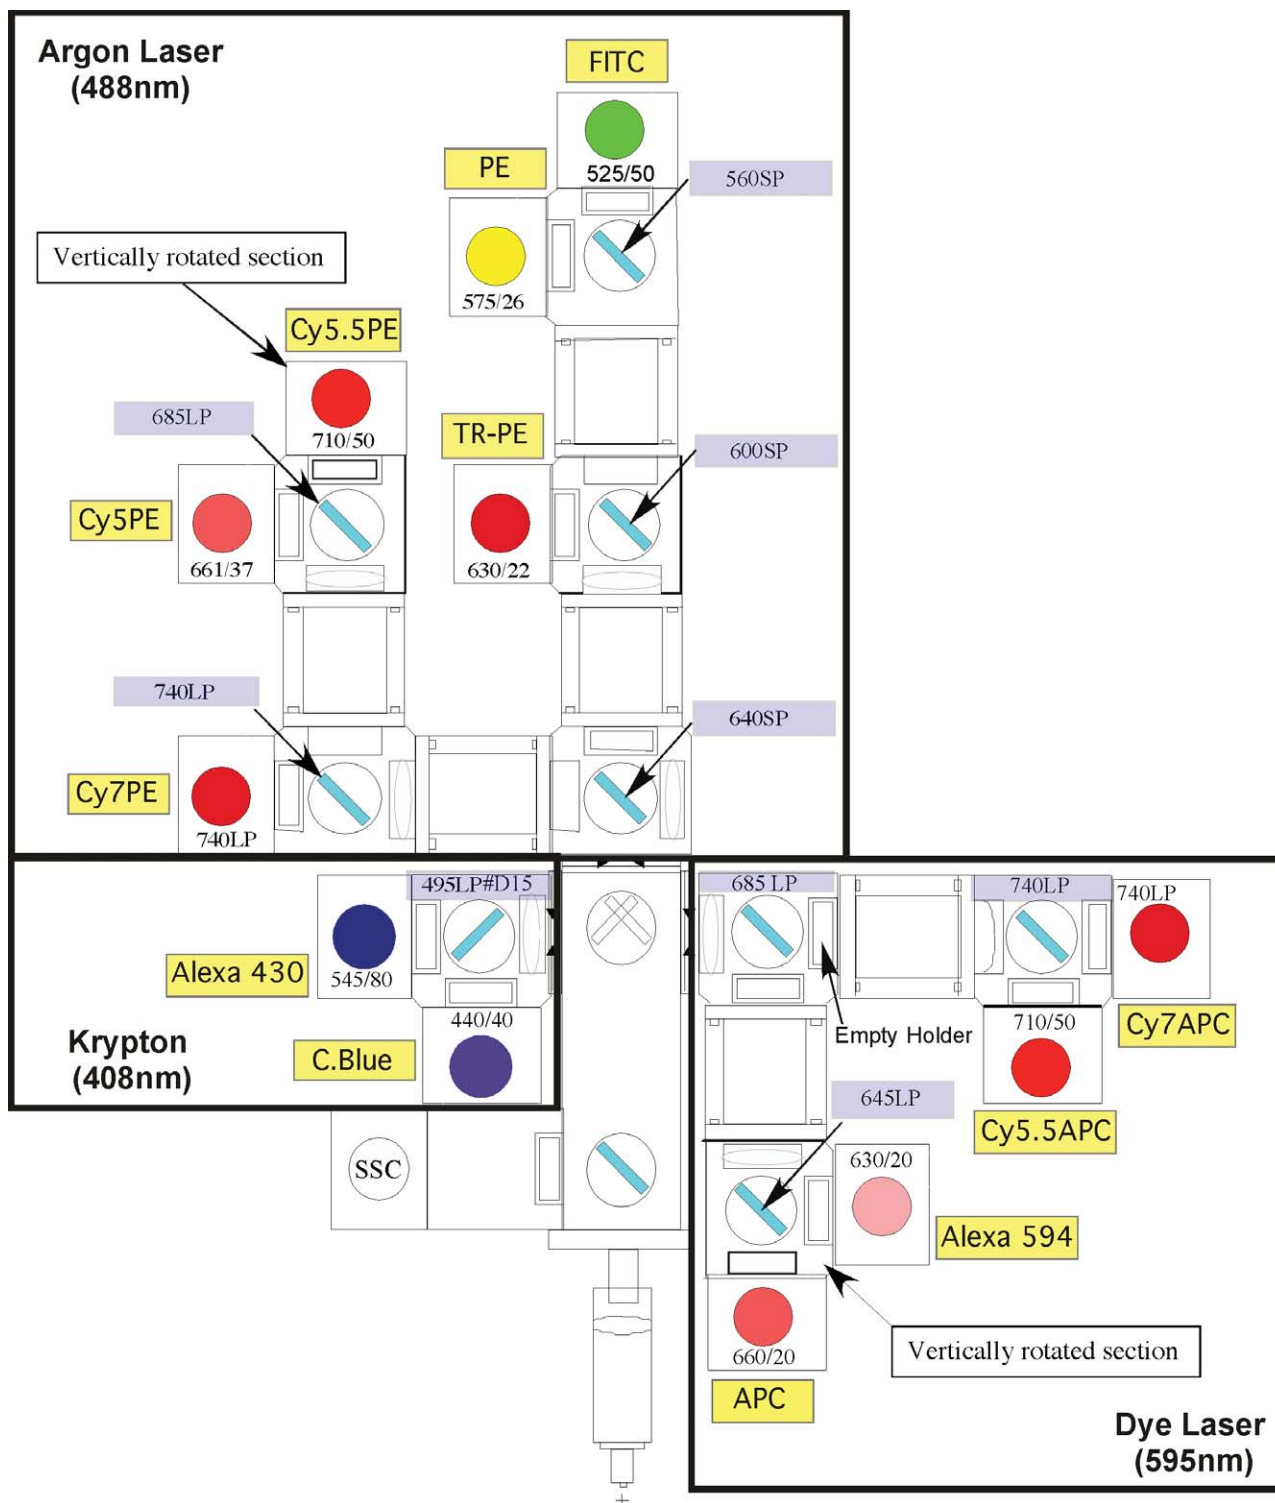 Argon Laser
(488nm)
FITC
525/50
560SP
PE
575/26
Vertically rotated section
Cy5.5PE
710/50
685LP
Cy5PE
661/37
TR-PE
630/22
600SP
740LP
640SP
Cy7PE
740LP
495LP#D15
Alexa 430
545/80
440/40
C.Blue
Krypton
(408nm)
SSC
685 LP
740LP
740LP
Cy7APC
Empty Holder
710/50
Cy5.5APC
645LP
630/20
Alexa 594
660/20
APC
Vertically rotated section
Dye Laser
(595nm)